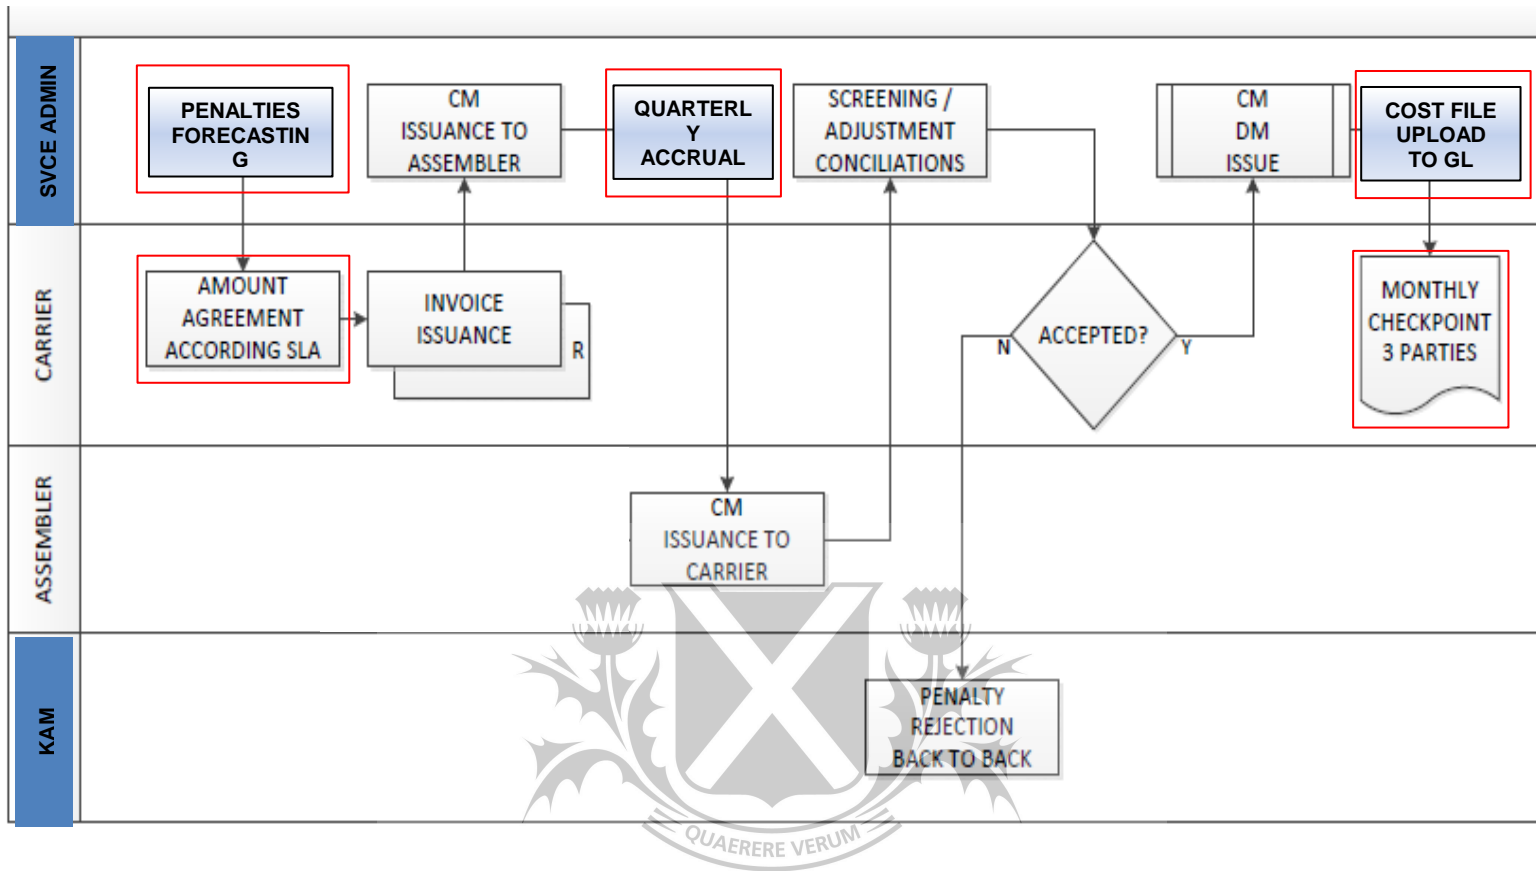 SVCE ADMIN
PENALTIES
FORECASTIN
G
CM
ISSUANCE TO
ASSEMBLER
QUARTERL
Y
ACCRUAL
SCREENING /
ADJUSTMENT
CONCILIATIONS
CM
DM
ISSUE
COST FILE
UPLOAD
TO GL
CARRIER
AMOUNT
AGREEMENT
ACCORDING SLA
INVOICE
ISSUANCE
R
ACCEPTED?
N
Y
MONTHLY
CHECKPOINT
3 PARTIES
ASSEMBLER
CM
ISSUANCE TO
CARRIER
KAM
PENALTY
REJECTION
BACK TO BACK
QUAERERE VERUM